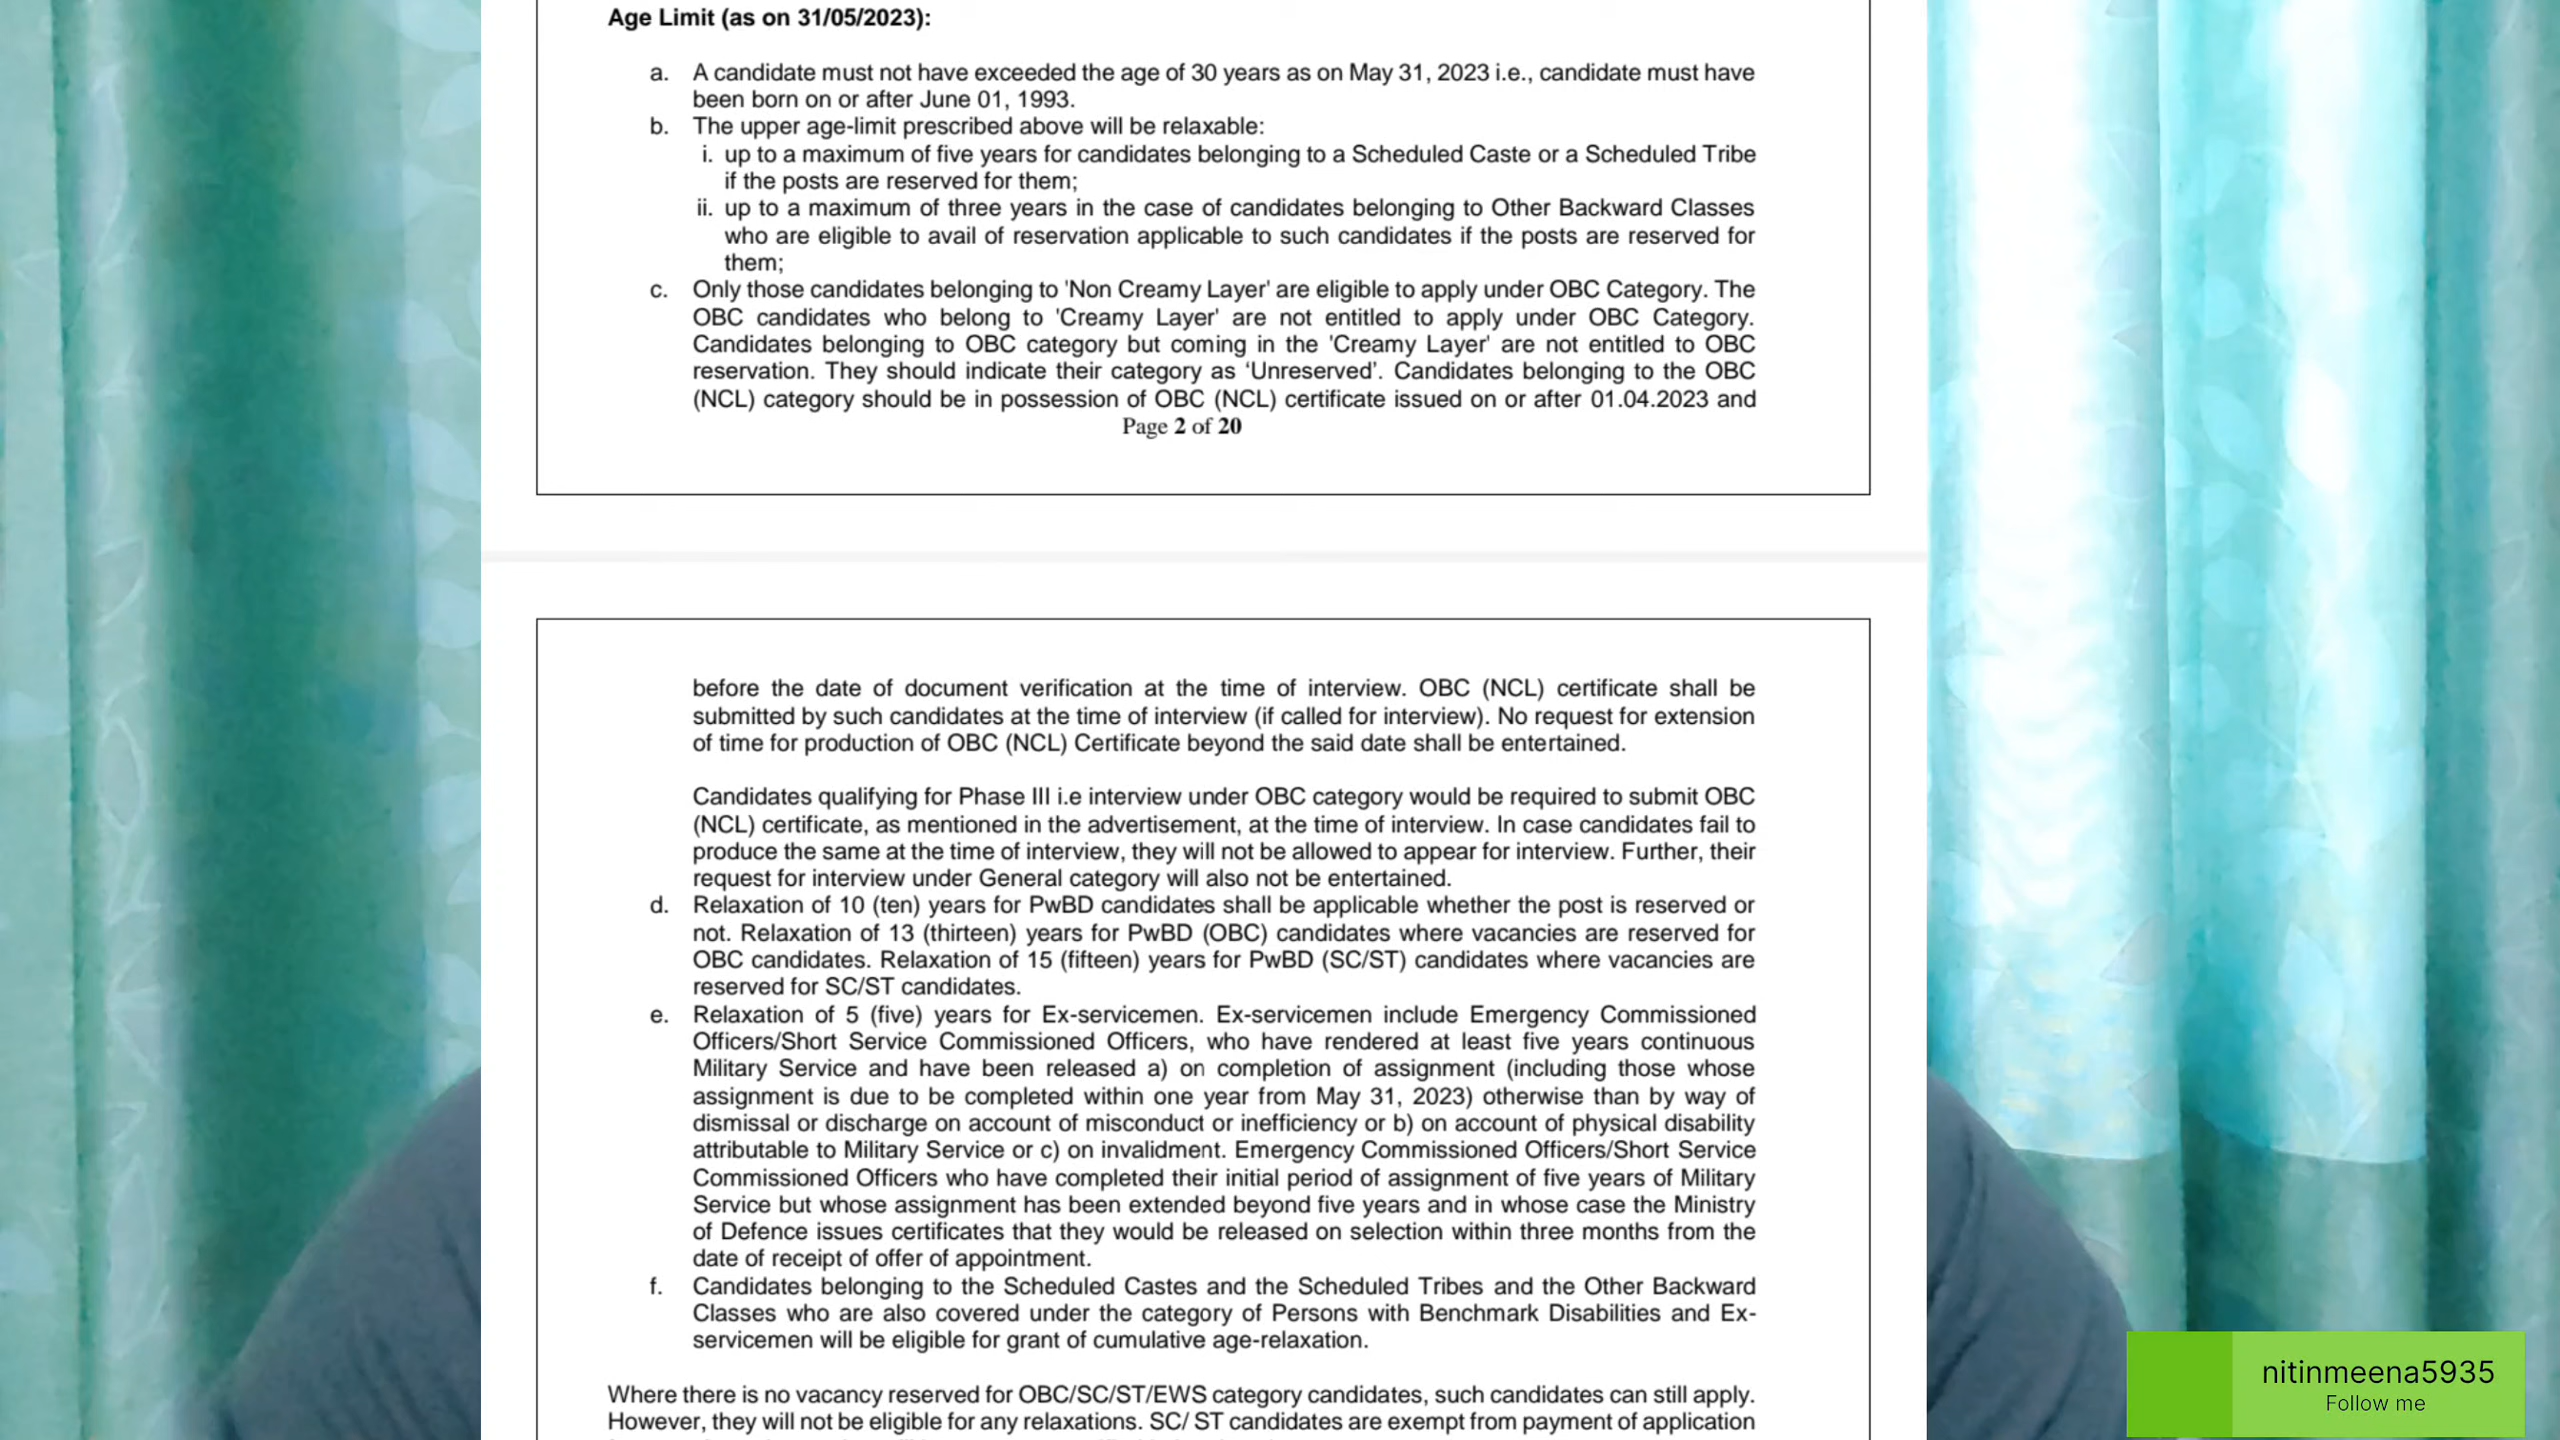 Age Limit (as on 31/05/2023):
a. A candidate must not have exceeded the age of 30 years as on May 31, 2023 i.e., candidate must have
been born on or after June 01, 1993.
b. The upper age-limit prescribed above will be relaxable:
i. up to a maximum of five years for candidates belonging to a Scheduled Caste or a Scheduled Tribe
if the posts are reserved for them;
ii. up to a maximum of three years in the case of candidates belonging to Other Backward Classes
who are eligible to avail of reservation applicable to such candidates if the posts are reserved for
them;
c. Only those candidates belonging to 'Non Creamy Layer' are eligible to apply under OBC Category. The
OBC candidates who belong to 'Creamy Layer' are not entitled to apply under OBC Category.
Candidates belonging to OBC category but coming in the 'Creamy Layer' are not entitled to OBC
reservation. They should indicate their category as ‘Unreserved’. Candidates belonging to the OBC
(NCL) category should be in possession of OBC (NCL) certificate issued on or after 01.04.2023 and
Page 2 of 20
before the date of document verification at the time of interview. OBC (NCL) certificate shall be
submitted by such candidates at the time of interview (if called for interview). No request for extension
of time for production of OBC (NCL) Certificate beyond the said date shall be entertained.
Candidates qualifying for Phase III i.e interview under OBC category would be required to submit OBC
(NCL) certificate, as mentioned in the advertisement, at the time of interview. In case candidates fail to
produce the same at the time of interview, they will not be allowed to appear for interview. Further, their
request for interview under General category will also not be entertained.
d. Relaxation of 10 (ten) years for PwBD candidates shall be applicable whether the post is reserved or
not. Relaxation of 13 (thirteen) years for PwBD (OBC) candidates where vacancies are reserved for
OBC candidates. Relaxation of 15 (fifteen) years for PwBD (SC/ST) candidates where vacancies are
reserved for SC/ST candidates.
e. Relaxation of 5 (five) years for Ex-servicemen. Ex-servicemen include Emergency Commissioned
Officers/Short Service Commissioned Officers, who have rendered at least five years continuous
Military Service and have been released a) on completion of assignment (including those whose
assignment is due to be completed within one year from May 31, 2023) otherwise than by way of
dismissal or discharge on account of misconduct or inefficiency or b) on account of physical disability
attributable to Military Service or c) on invalidment. Emergency Commissioned Officers/Short Service
Commissioned Officers who have completed their initial period of assignment of five years of Military
Service but whose assignment has been extended beyond five years and in whose case the Ministry
of Defence issues certificates that they would be released on selection within three months from the
date of receipt of offer of appointment.
f. Candidates belonging to the Scheduled Castes and the Scheduled Tribes and the Other Backward
Classes who are also covered under the category of Persons with Benchmark Disabilities and Ex-
servicemen will be eligible for grant of cumulative age-relaxation.
Where there is no vacancy reserved for OBC/SC/ST/EWS category candidates, such candidates can still apply.
However, they will not be eligible for any relaxations. SC/ ST candidates are exempt from payment of application
nitinmeena5935
Follow me